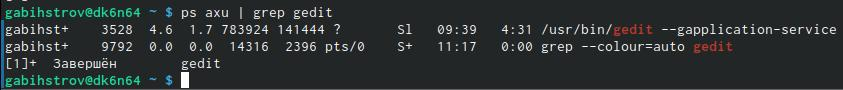 gabihstrov@dk6n64 ~ $ ps axu | grep gedit
gabihst+    3528  4.6  1.7 783924 141444 ?       Sl   09:39   4:31 /usr/bin/gedit --gapplication-service
gabihst+    9792  0.0  0.0  14316  2396 pts/0    S+   11:17   0:00 grep --colour=auto gedit
[1]+  Завершён        gedit
gabihstrov@dk6n64 ~ $